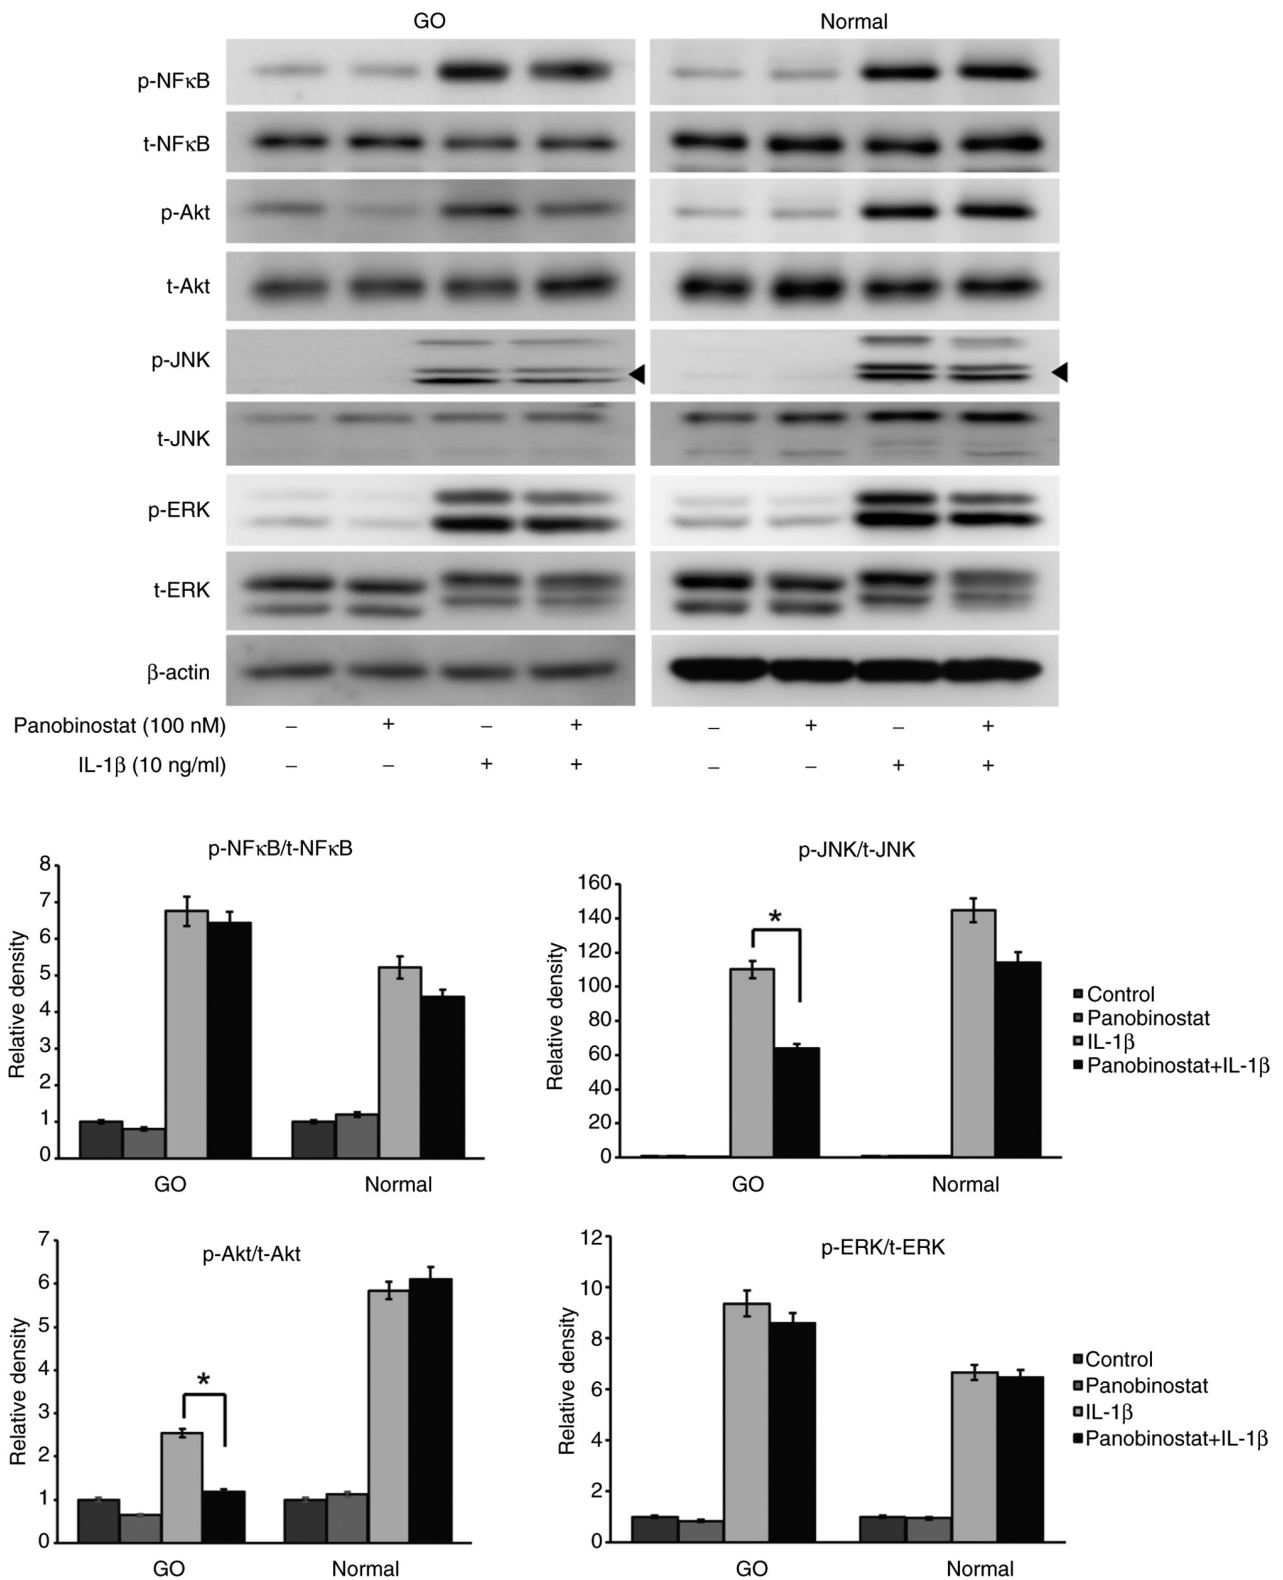 GO Normal
p-NFκB
t-NFκB
p-Akt
t-Akt
p-JNK
t-JNK
p-ERK
t-ERK
β-actin
Panobinostat (100 nM) – + – + – + – +
IL-1β (10 ng/ml) – – + + – – + +
p-NFκB/t-NFκB
Relative density
8
7
6
5
4
3
2
1
0
GO Normal
p-JNK/t-JNK
Relative density
160
140
120
100
80
60
40
20
0
*
GO Normal
Control
Panobinostat
IL-1β
Panobinostat+IL-1β
p-Akt/t-Akt
Relative density
7
6
5
4
3
2
1
0
*
GO Normal
p-ERK/t-ERK
Relative density
12
10
8
6
4
2
0
GO Normal
Control
Panobinostat
IL-1β
Panobinostat+IL-1β